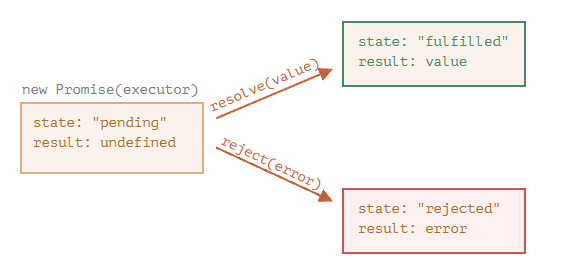 new Promise(executor)
state: "pending"
result: undefined
resolve(value)
reject(error)
state: "fulfilled"
result: value
state: "rejected"
result: error